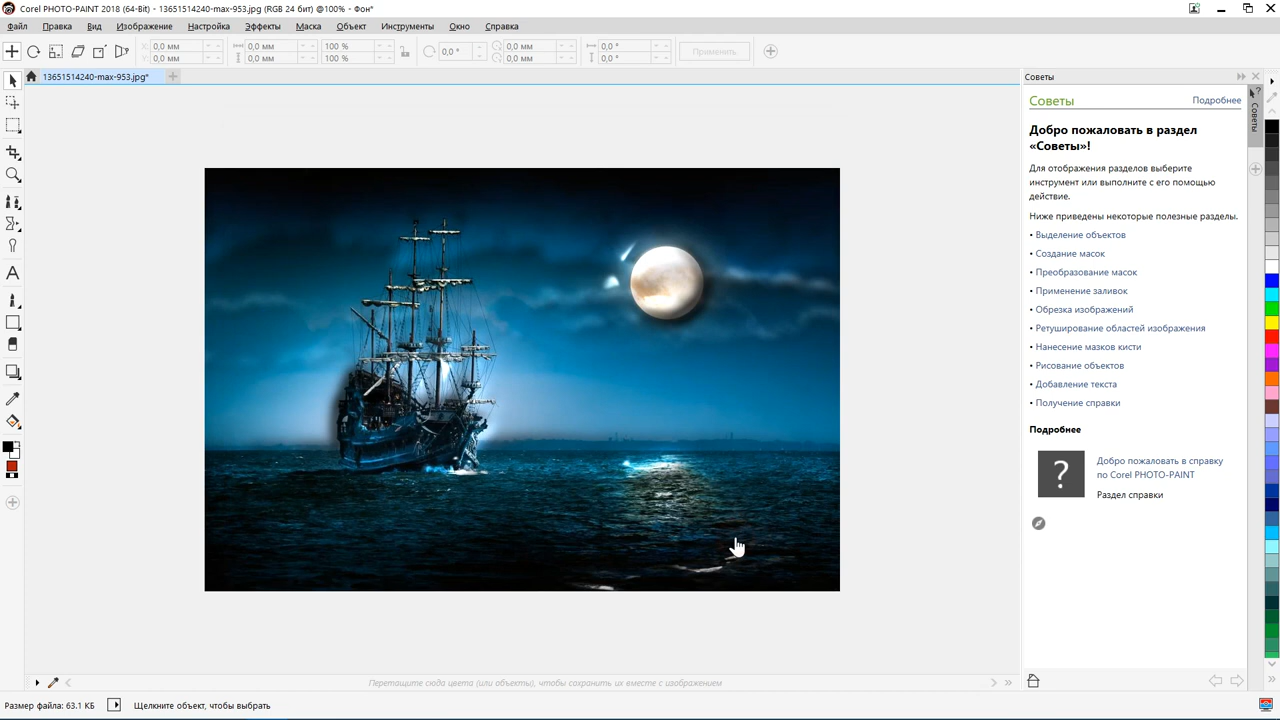 Corel PHOTO-PAINT 2018 (64-Bit) - 13651514240-max-953.jpg (RGB 24 бит) @100% - Фон*
Файл Правка Вид Изображение Настройка Эффекты Маска Объект Инструменты Окно Справка
X: 0,0 мм 0,0 мм 100 % 0,0 ° 0,0 мм 0,0 ° Применить
Y: 0,0 мм 0,0 мм 100 % 0,0 мм 0,0 °
13651514240-max-953.jpg*
Советы
Советы Подробнее
Советы
Добро пожаловать в раздел
«Советы»!
Для отображения разделов выберите
инструмент или выполните с его помощью
действие.
Ниже приведены некоторые полезные разделы.
• Выделение объектов
• Создание масок
• Преобразование масок
• Применение заливок
• Обрезка изображений
• Ретуширование областей изображения
• Нанесение мазков кисти
• Рисование объектов
• Добавление текста
• Получение справки
Подробнее
?
Добро пожаловать в справку
по Corel PHOTO-PAINT
Раздел справки
Перетащите сюда цвета (или объекты), чтобы сохранить их вместе с изображением
Размер файла: 63.1 КБ Щелкните объект, чтобы выбрать